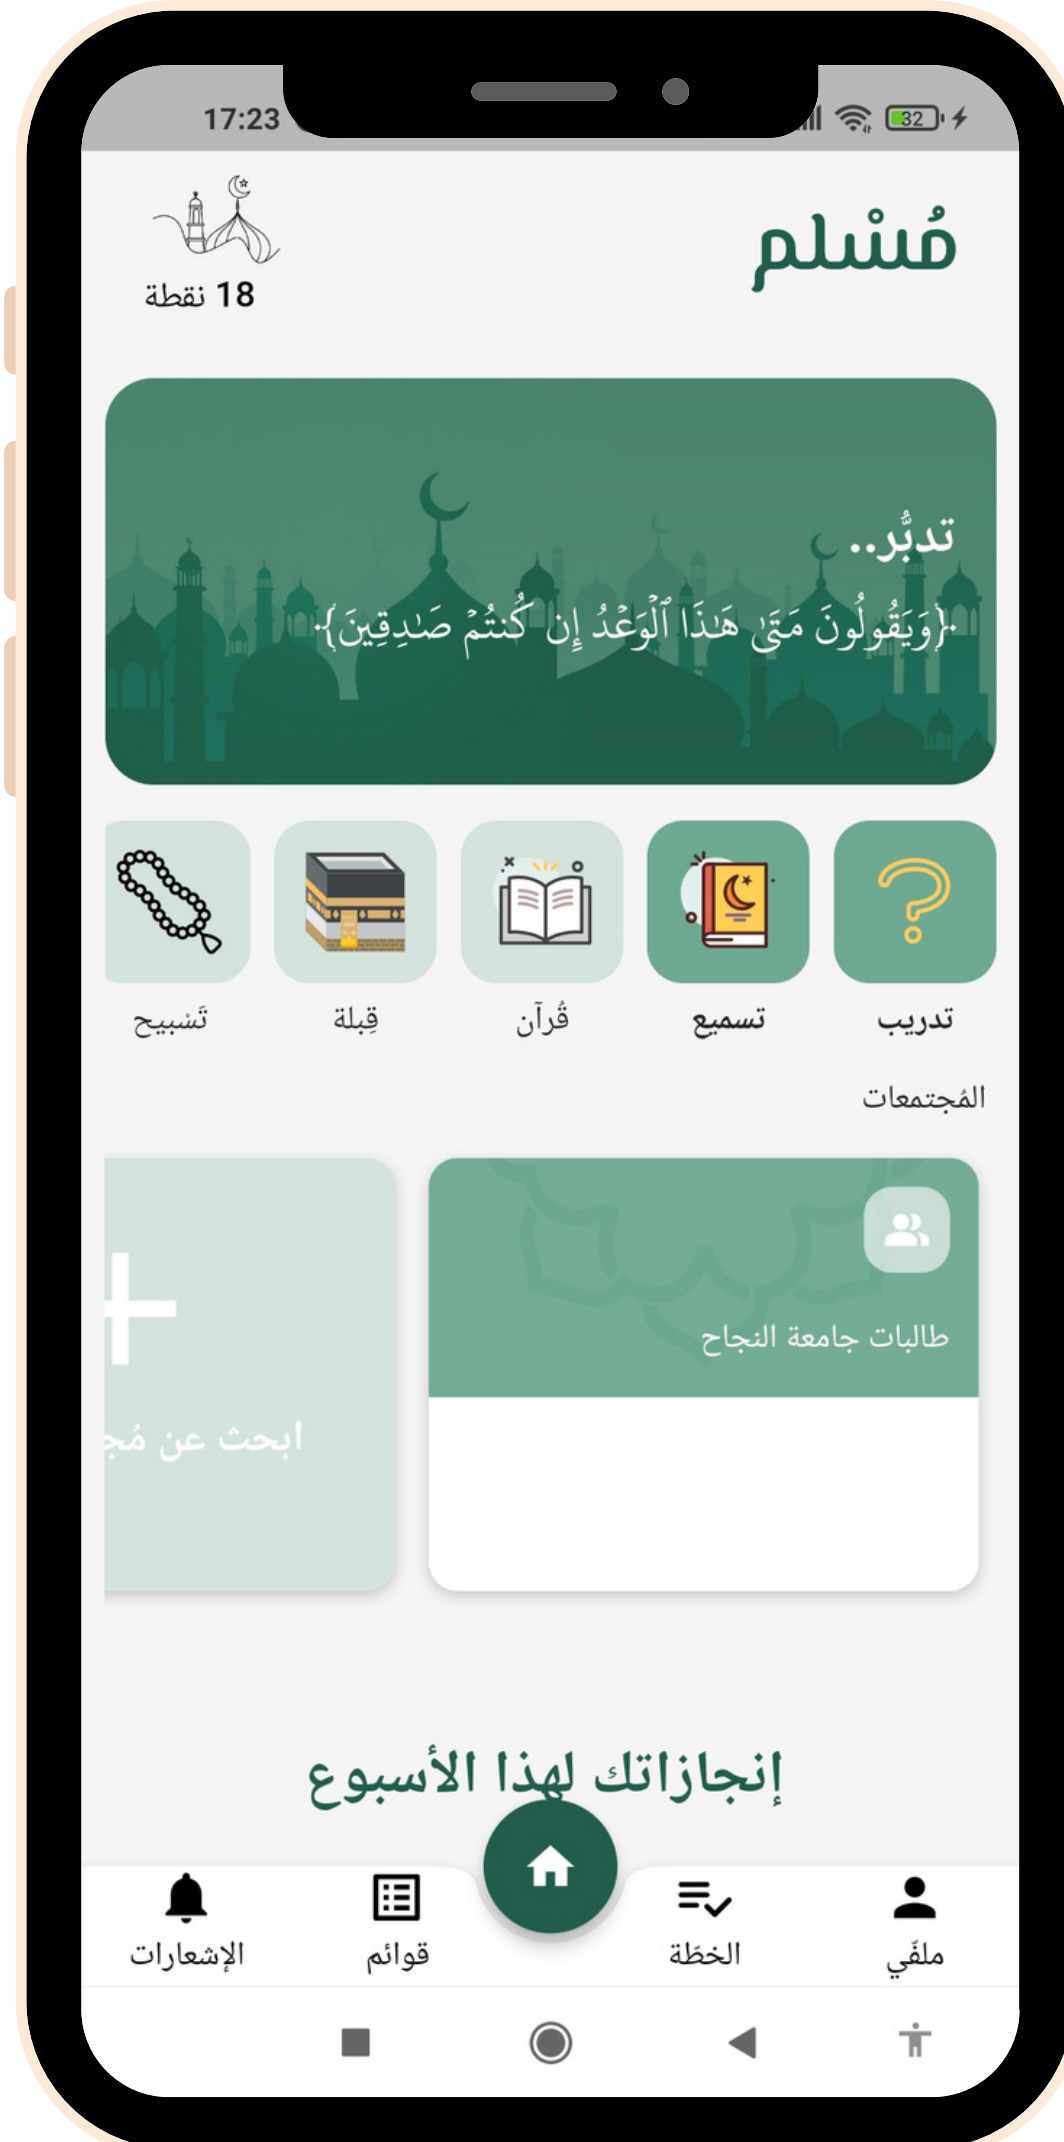 17:23
32
مُسْلم
18 نقطة
تدبُّر..
﴿وَيَقُولُونَ مَتَىٰ هَـٰذَا ٱلْوَعْدُ إِن كُنتُمْ صَـٰدِقِينَ﴾
تدريب
تسميع
قُرآن
قِبلة
تَسْبيح
المُجتمعات
طالبات جامعة النجاح
ابحث عن مُج
إنجازاتك لهذا الأسبوع
ملفّي
الخطّة
قوائم
الإشعارات